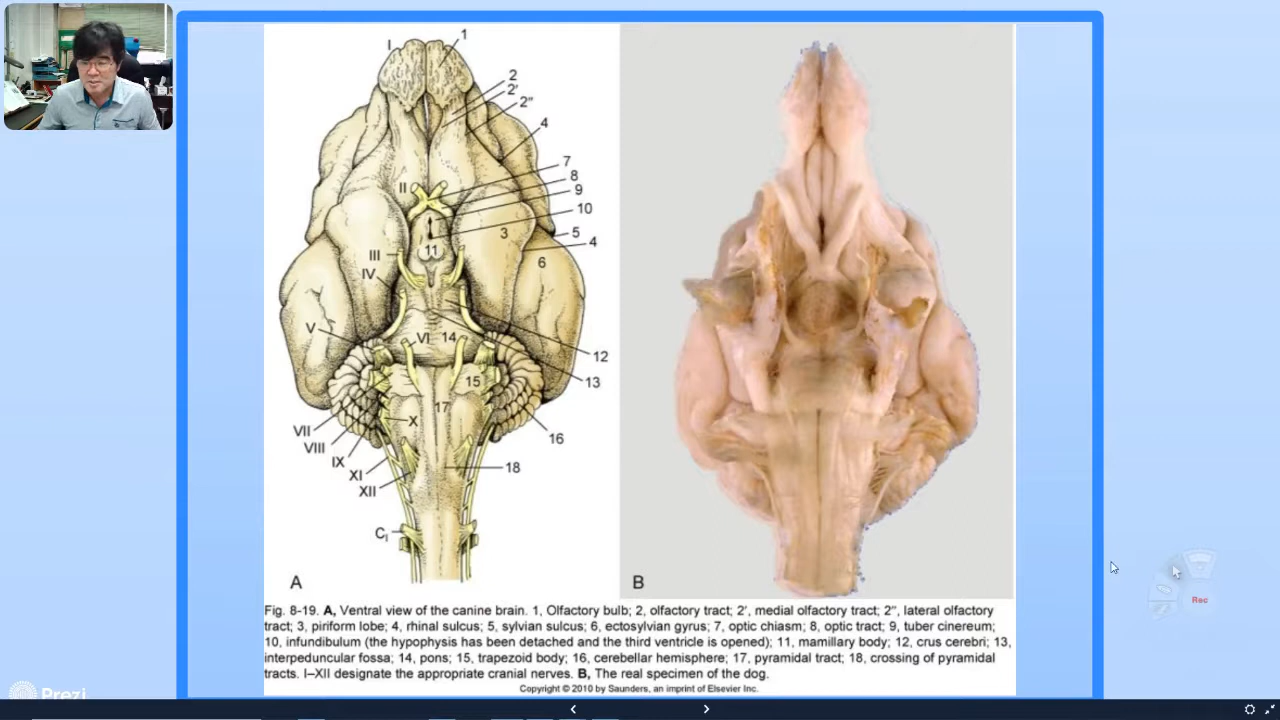 I
1
2
2'
2"
4
7
8
9
10
5
4
II
3
6
11
III
IV
V
VI
14
12
13
15
17
X
16
VII
VIII
IX
XI
XII
18
CI
A
B
Fig. 8-19. A, Ventral view of the canine brain. 1, Olfactory bulb; 2, olfactory tract; 2', medial olfactory tract; 2", lateral olfactory
tract; 3, piriform lobe; 4, rhinal sulcus; 5, sylvian sulcus; 6, ectosylvian gyrus; 7, optic chiasm; 8, optic tract; 9, tuber cinereum;
10, infundibulum (the hypophysis has been detached and the third ventricle is opened); 11, mamillary body; 12, crus cerebri; 13,
interpeduncular fossa; 14, pons; 15, trapezoid body; 16, cerebellar hemisphere; 17, pyramidal tract; 18, crossing of pyramidal
tracts. I–XII designate the appropriate cranial nerves. B, The real specimen of the dog.
Copyright © 2010 by Saunders, an imprint of Elsevier Inc.
Rec
Prezi